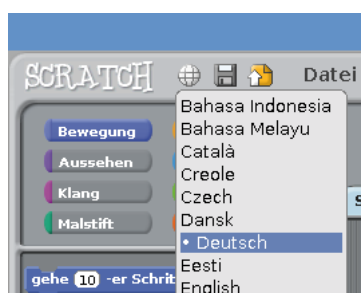 SCRATCH Datei
Bahasa Indonesia
Bewegung Bahasa Melayu
Català
Aussehen
Creole
Klang Czech
Malstift Dansk
• Deutsch
Eesti
gehe 10 -er Schrit
English